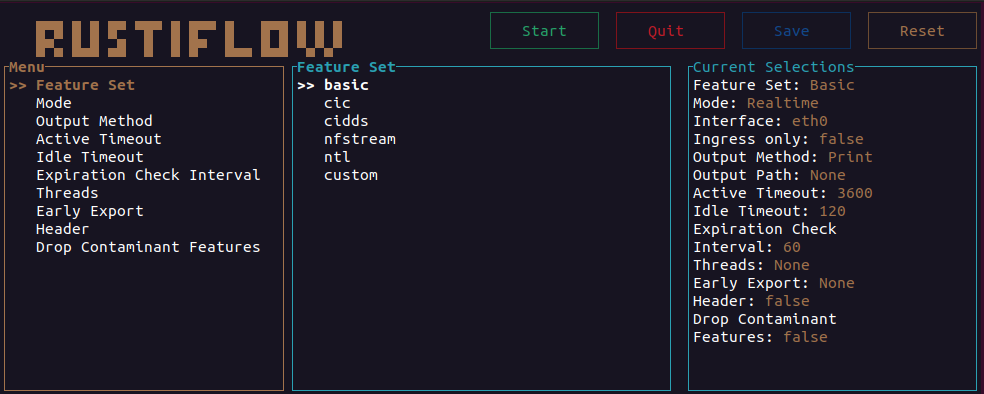 RUSTIFLOW
Start
Quit
Save
Reset
Menu
>> Feature Set
Mode
Output Method
Active Timeout
Idle Timeout
Expiration Check Interval
Threads
Early Export
Header
Drop Contaminant Features
Feature Set
>> basic
cic
cidds
nfstream
ntl
custom
Current Selections
Feature Set: Basic
Mode: Realtime
Interface: eth0
Ingress only: false
Output Method: Print
Output Path: None
Active Timeout: 3600
Idle Timeout: 120
Expiration Check
Interval: 60
Threads: None
Early Export: None
Header: false
Drop Contaminant
Features: false